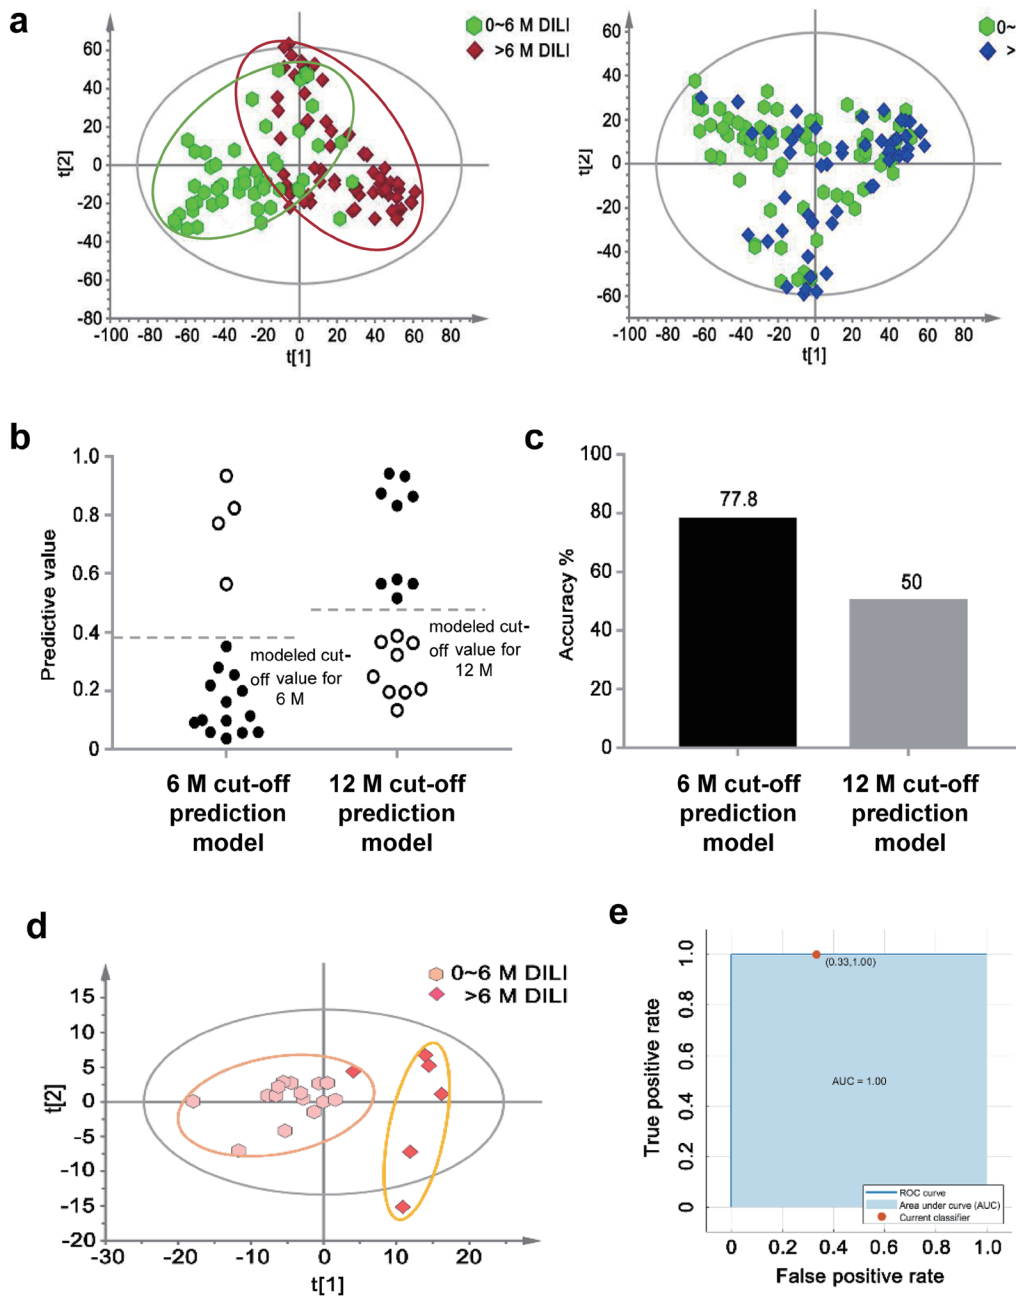 a
0~6 M DILI
>6 M DILI
t[2]
60
40
20
0
-20
-40
-60
-80
-100 -80 -60 -40 -20 0 20 40 60 80
t[1]
0~
>
t[2]
60
40
20
0
-20
-40
-60
-80 -60 -40 -20 0 20 40 60 80
t[1]
b
Predictive value
1.0
0.8
0.6
0.4
0.2
0
modeled cut-
off value for
6 M
modeled cut-
off value for
12 M
6 M cut-off
prediction
model
12 M cut-off
prediction
model
c
Accuracy %
100
80
60
40
20
0
77.8
50
6 M cut-off
prediction
model
12 M cut-off
prediction
model
d
0~6 M DILI
>6 M DILI
t[2]
15
10
5
0
-5
-10
-15
-20
-30 -20 -10 0 10 20
t[1]
e
True positive rate
1.0
0.8
0.6
0.4
0.2
0
(0.33,1.00)
AUC = 1.00
ROC curve
Area under curve (AUC)
Current classifier
0 0.2 0.4 0.6 0.8 1.0
False positive rate